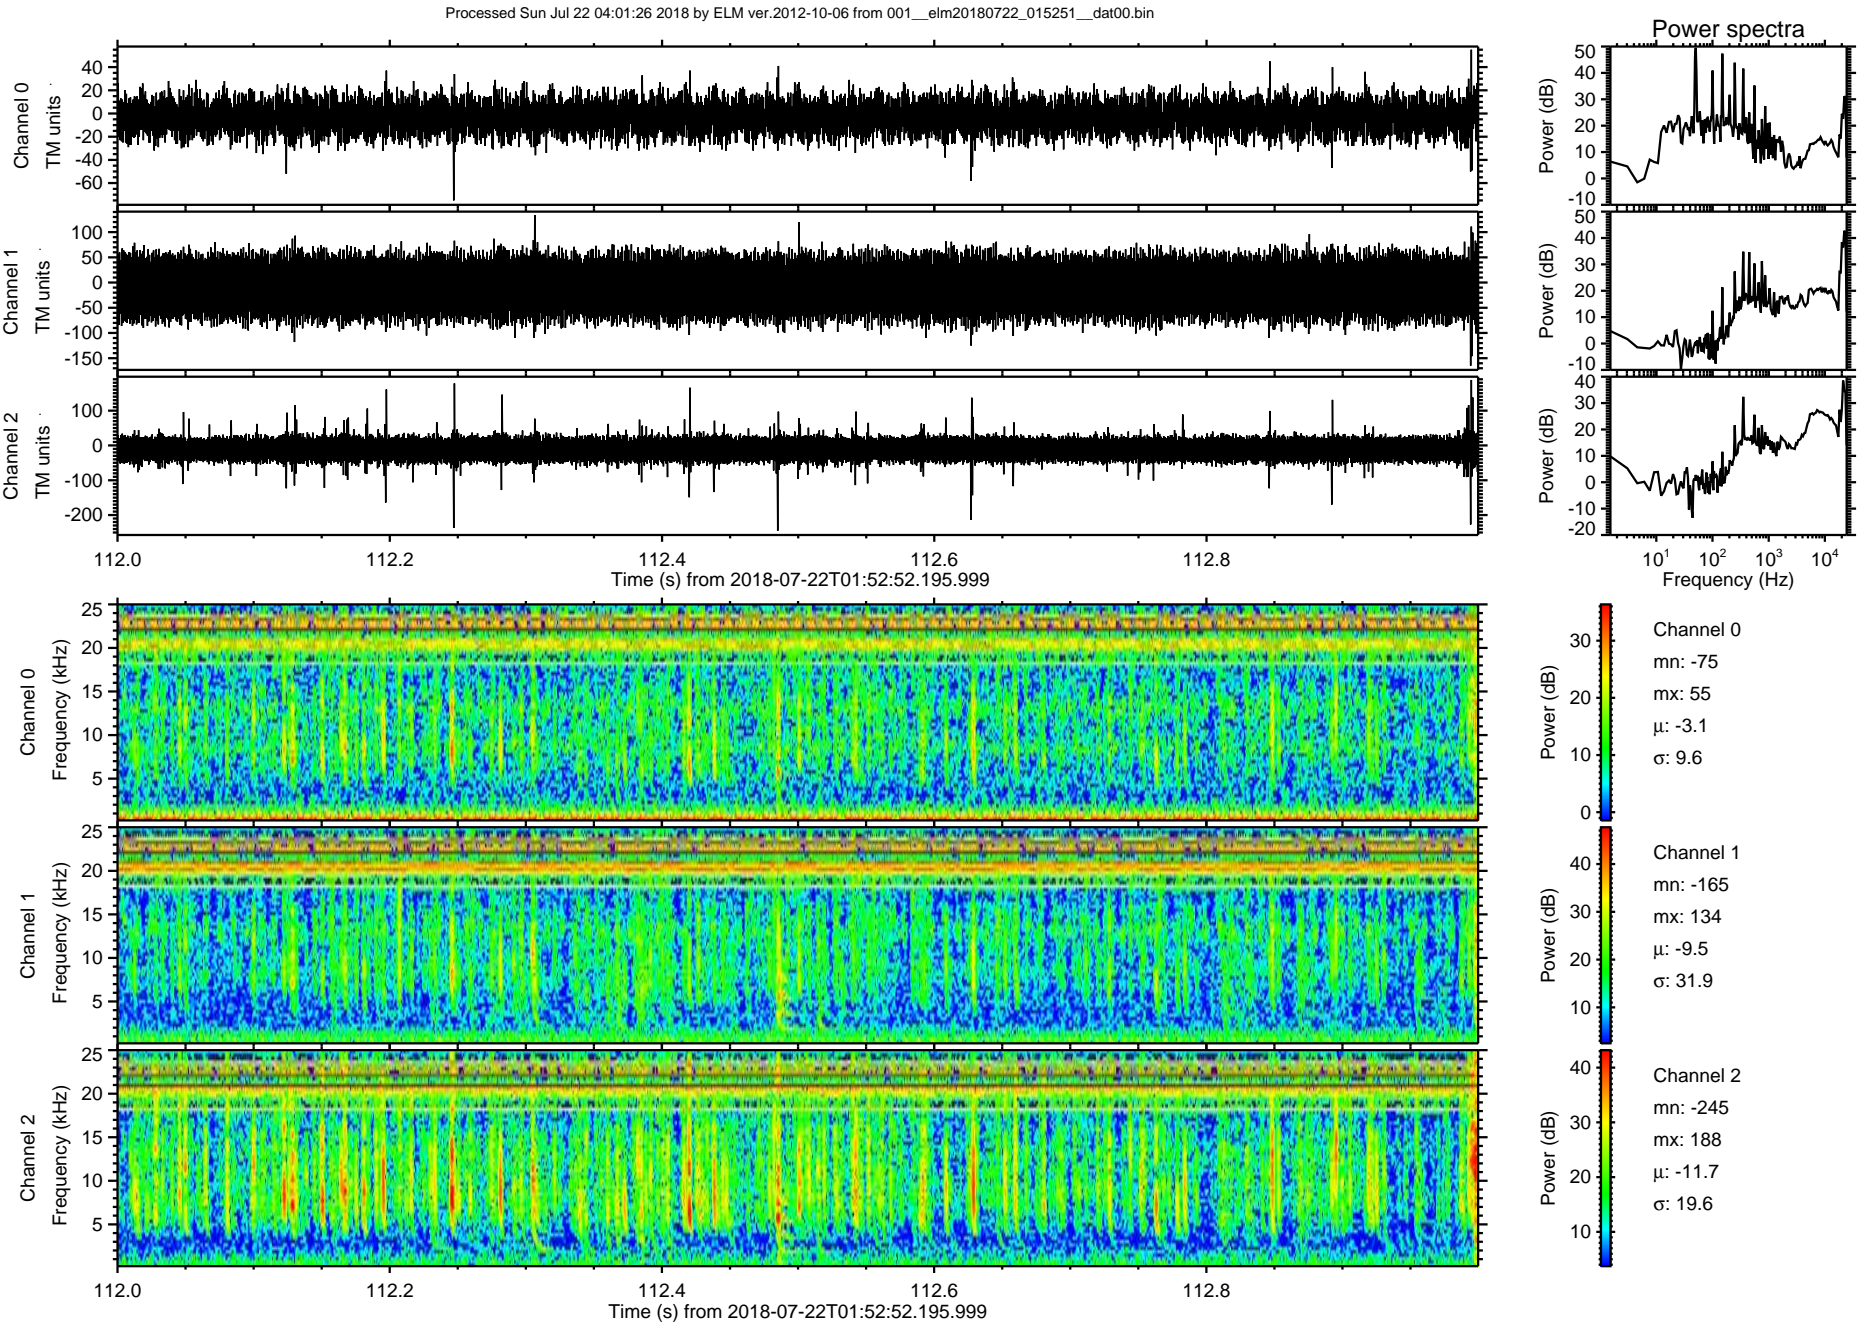 Processed Sun Jul 22 04:01:26 2018 by ELM ver.2012-10-06 from 001__elm20180722_015251__dat00.bin
Power spectra
Channel 0
TM units
40
20
0
-20
-40
-60
Power (dB)
50
40
30
20
10
0
-10
Channel 1
TM units
100
50
0
-50
-100
-150
Power (dB)
50
40
30
20
10
0
-10
Channel 2
TM units
100
0
-100
-200
Power (dB)
40
30
20
10
0
-10
-20
112.0 112.2 112.4 112.6 112.8
Time (s) from 2018-07-22T01:52:52.195.999
10^1 10^2 10^3 10^4
Frequency (Hz)
Channel 0
Frequency (kHz)
25
20
15
10
5
Power (dB)
30
20
10
0
Channel 0
mn: -75
mx: 55
μ: -3.1
σ: 9.6
Channel 1
Frequency (kHz)
25
20
15
10
5
Power (dB)
40
30
20
10
Channel 1
mn: -165
mx: 134
μ: -9.5
σ: 31.9
Channel 2
Frequency (kHz)
25
20
15
10
5
Power (dB)
40
30
20
10
Channel 2
mn: -245
mx: 188
μ: -11.7
σ: 19.6
112.0 112.2 112.4 112.6 112.8
Time (s) from 2018-07-22T01:52:52.195.999